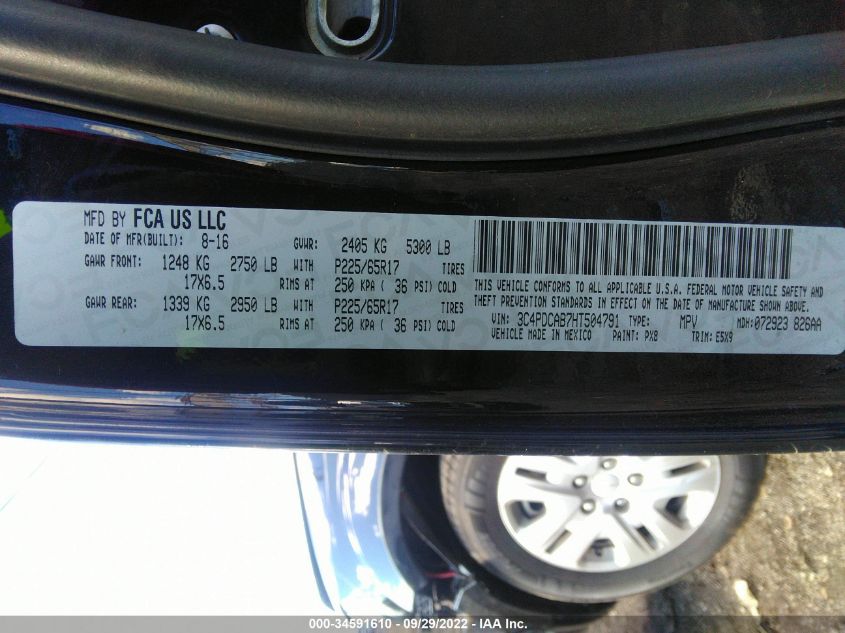 MFD BY FCA US LLC
DATE OF MFR(BUILT): 8-16 GVWR: 2405 KG 5300 LB
GAWR FRONT: 1248 KG 2750 LB WITH P225/65R17 TIRES
17X6.5 RIMS AT 250 KPA ( 36 PSI) COLD
GAWR REAR: 1339 KG 2950 LB WITH P225/65R17 TIRES
17X6.5 RIMS AT 250 KPA ( 36 PSI) COLD
THIS VEHICLE CONFORMS TO ALL APPLICABLE U.S.A. FEDERAL MOTOR VEHICLE SAFETY AND
THEFT PREVENTION STANDARDS IN EFFECT ON THE DATE OF MANUFACTURE SHOWN ABOVE.
VIN: 3C4PDCAB7HT504791 TYPE: MPV MDH:072923 826AA
VEHICLE MADE IN MEXICO PAINT: PX8 TRIM: E5X9
000-34591610 - 09/29/2022 - IAA Inc.